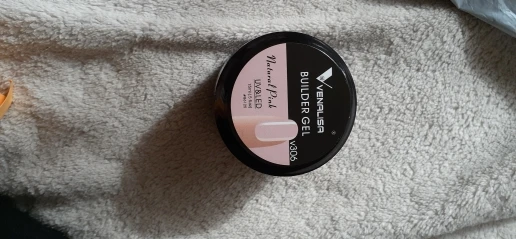 VENALISA
®
BUILDER GEL
V306
Natural Pink
UV&LED